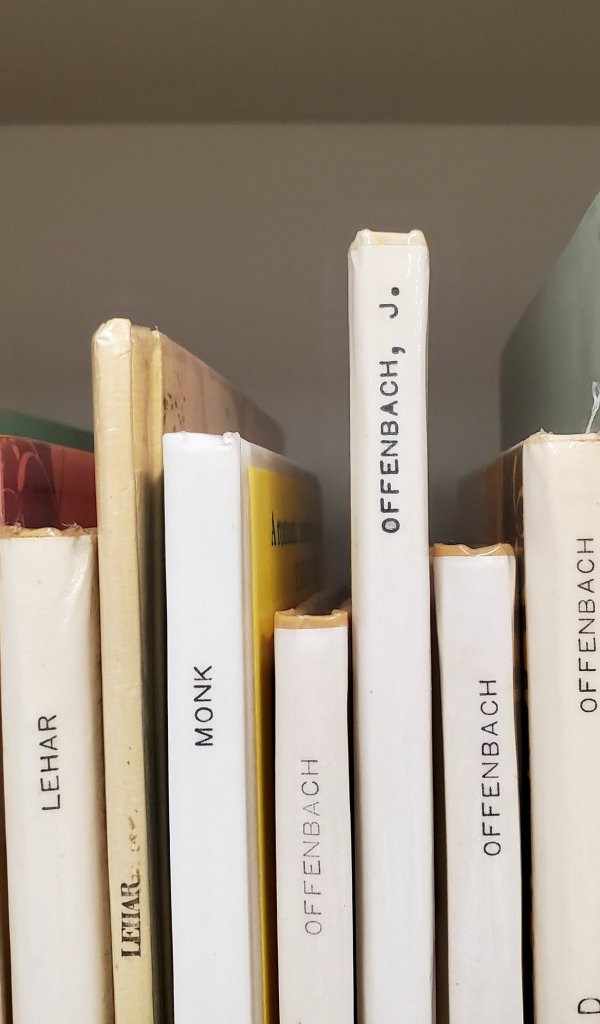 LEHAR
LEHAR
MONK
OFFENBACH
OFFENBACH, J.
OFFENBACH
OFFENBACH
D